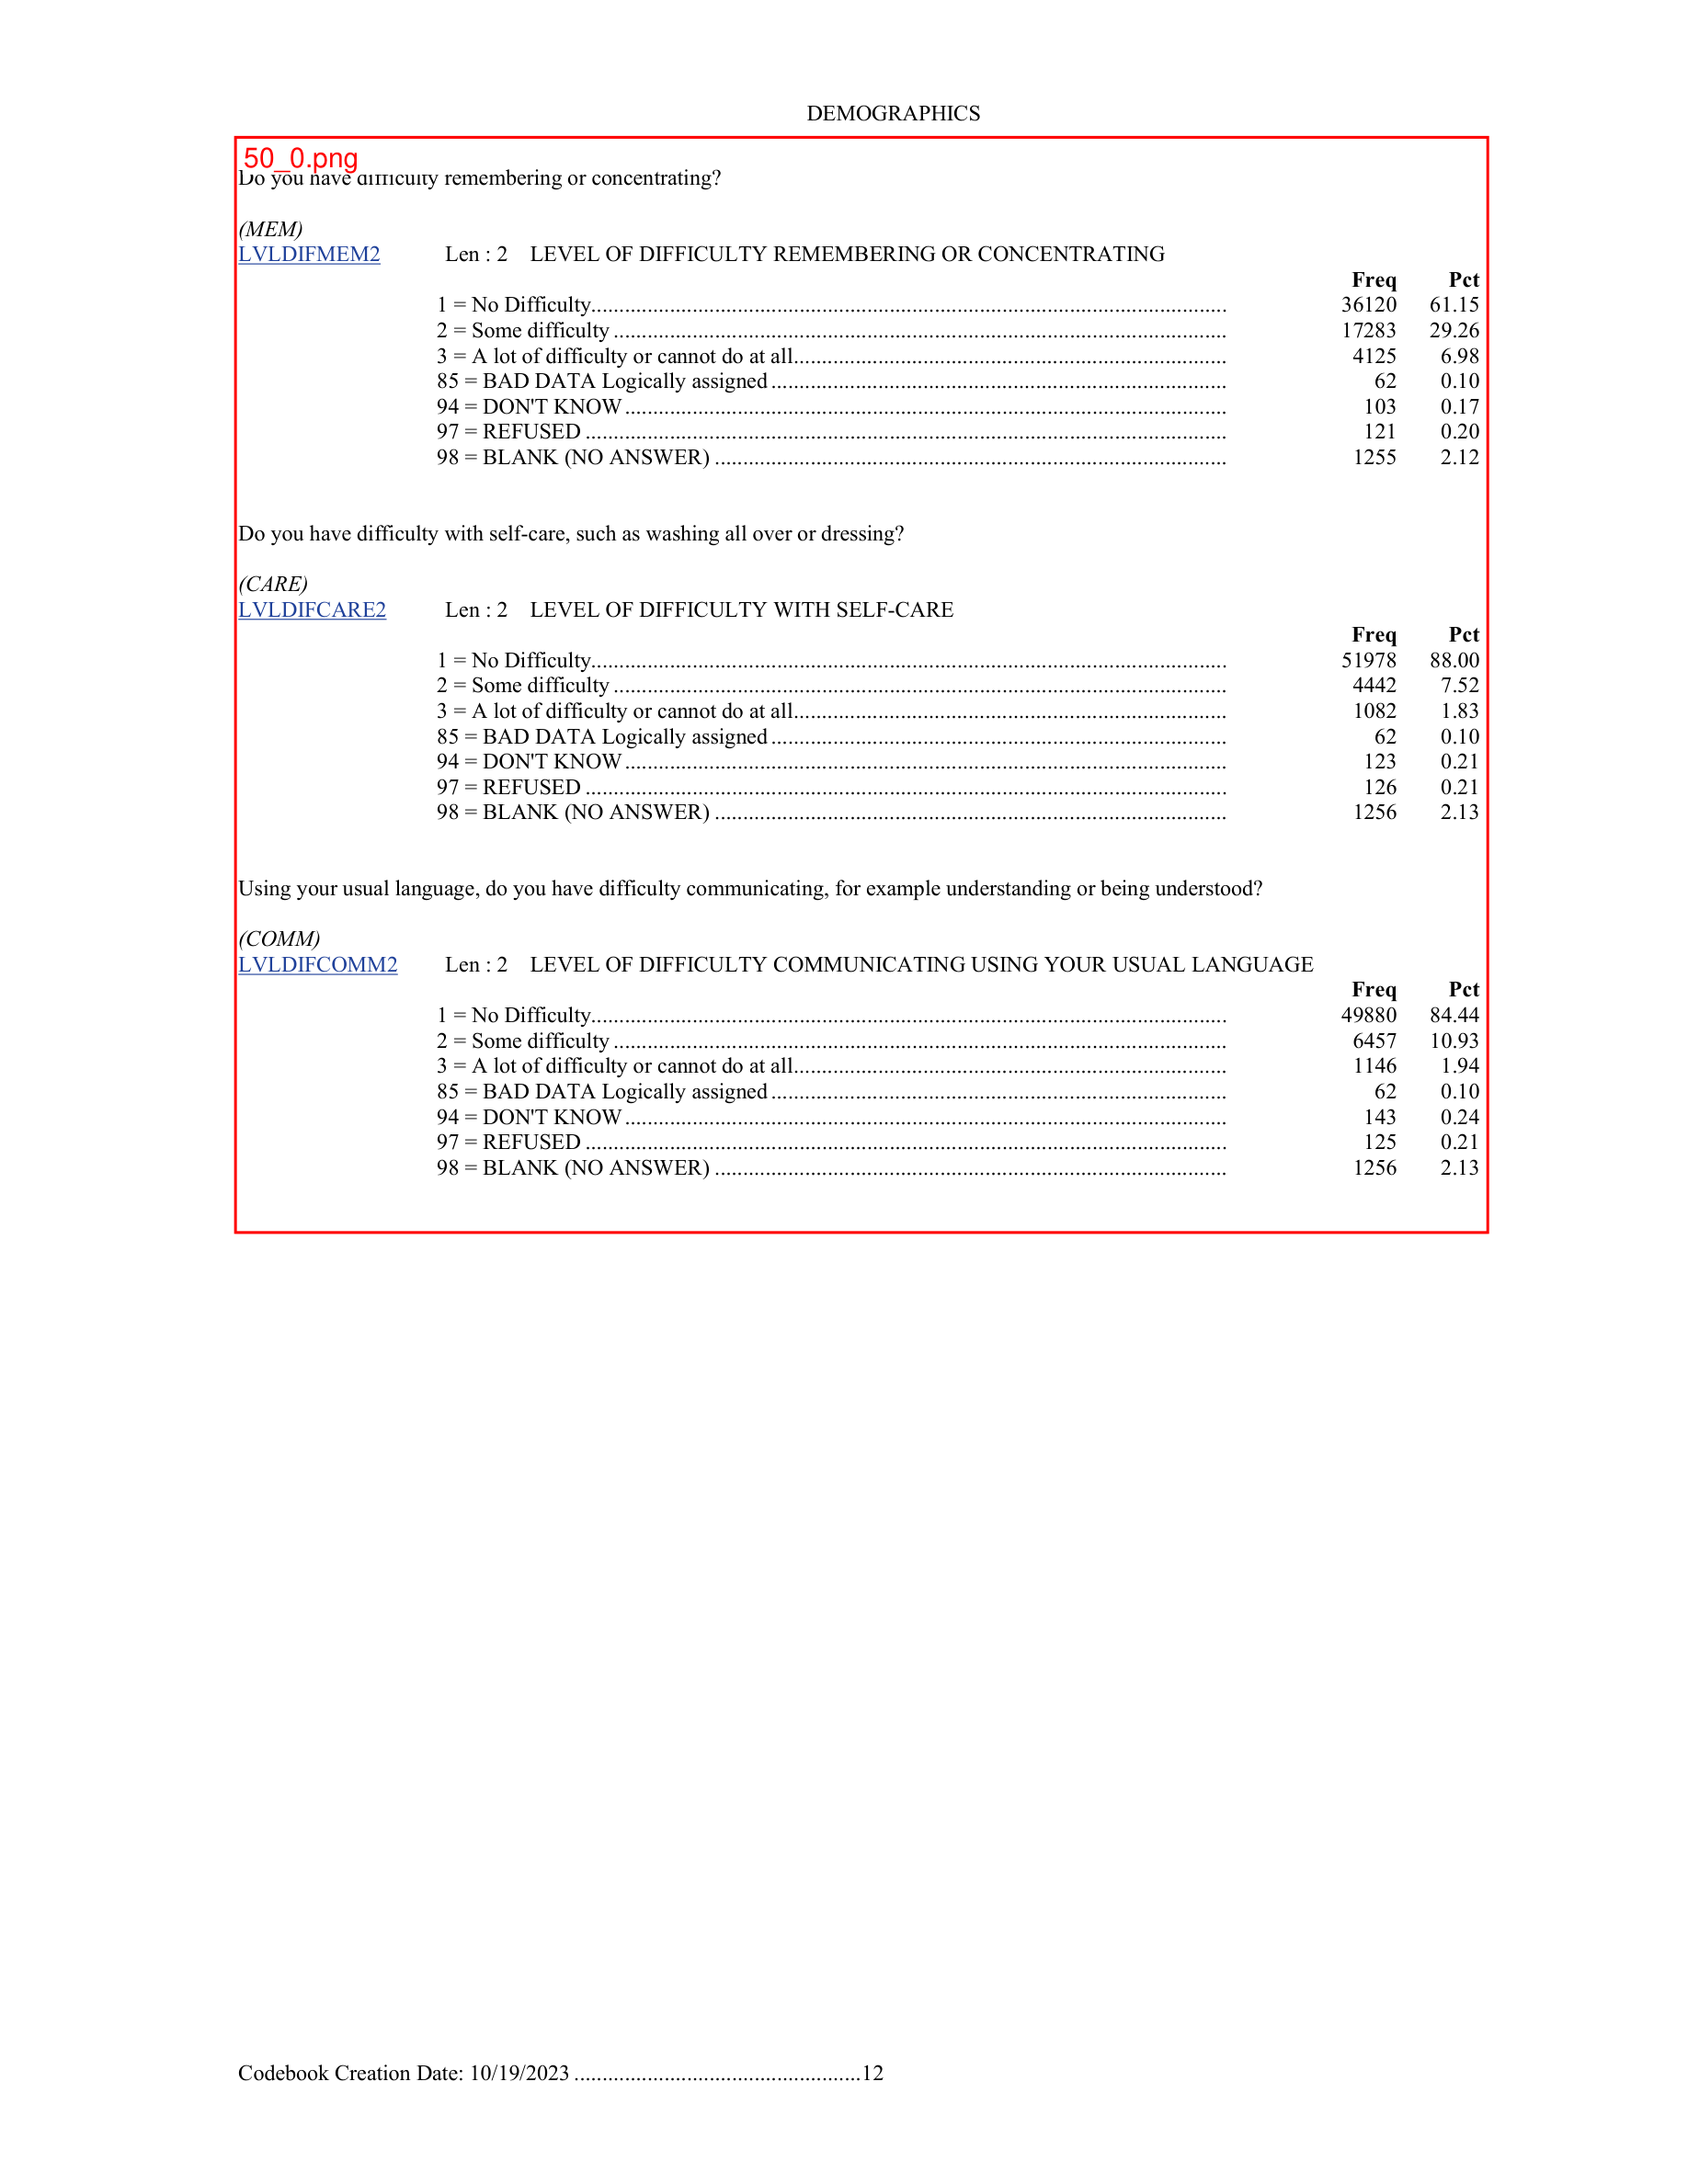 DEMOGRAPHICS
50_0.png
Do you have difficulty remembering or concentrating?
(MEM)
LVLDIFMEM2 Len : 2 LEVEL OF DIFFICULTY REMEMBERING OR CONCENTRATING
Freq Pct
1 = No Difficulty................................................................................................................. 36120 61.15
2 = Some difficulty ............................................................................................................. 17283 29.26
3 = A lot of difficulty or cannot do at all............................................................................. 4125 6.98
85 = BAD DATA Logically assigned ................................................................................. 62 0.10
94 = DON'T KNOW ........................................................................................................... 103 0.17
97 = REFUSED .................................................................................................................. 121 0.20
98 = BLANK (NO ANSWER) ........................................................................................... 1255 2.12
Do you have difficulty with self-care, such as washing all over or dressing?
(CARE)
LVLDIFCARE2 Len : 2 LEVEL OF DIFFICULTY WITH SELF-CARE
Freq Pct
1 = No Difficulty................................................................................................................. 51978 88.00
2 = Some difficulty ............................................................................................................. 4442 7.52
3 = A lot of difficulty or cannot do at all............................................................................. 1082 1.83
85 = BAD DATA Logically assigned ................................................................................. 62 0.10
94 = DON'T KNOW ........................................................................................................... 123 0.21
97 = REFUSED .................................................................................................................. 126 0.21
98 = BLANK (NO ANSWER) ........................................................................................... 1256 2.13
Using your usual language, do you have difficulty communicating, for example understanding or being understood?
(COMM)
LVLDIFCOMM2 Len : 2 LEVEL OF DIFFICULTY COMMUNICATING USING YOUR USUAL LANGUAGE
Freq Pct
1 = No Difficulty................................................................................................................. 49880 84.44
2 = Some difficulty ............................................................................................................. 6457 10.93
3 = A lot of difficulty or cannot do at all............................................................................. 1146 1.94
85 = BAD DATA Logically assigned ................................................................................. 62 0.10
94 = DON'T KNOW ........................................................................................................... 143 0.24
97 = REFUSED .................................................................................................................. 125 0.21
98 = BLANK (NO ANSWER) ........................................................................................... 1256 2.13
Codebook Creation Date: 10/19/2023 ...................................................12